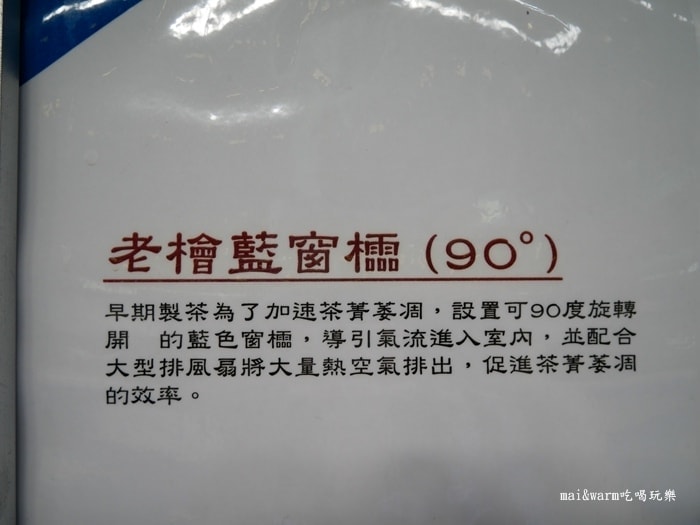 老檜藍窗櫺(90°)
早期製茶為了加速茶菁萎凋，設置可90度旋轉
開　的藍色窗櫺，導引氣流進入室內，並配合
大型排風扇將大量熱空氣排出，促進茶菁萎凋
的效率。
mai&warm吃喝玩樂